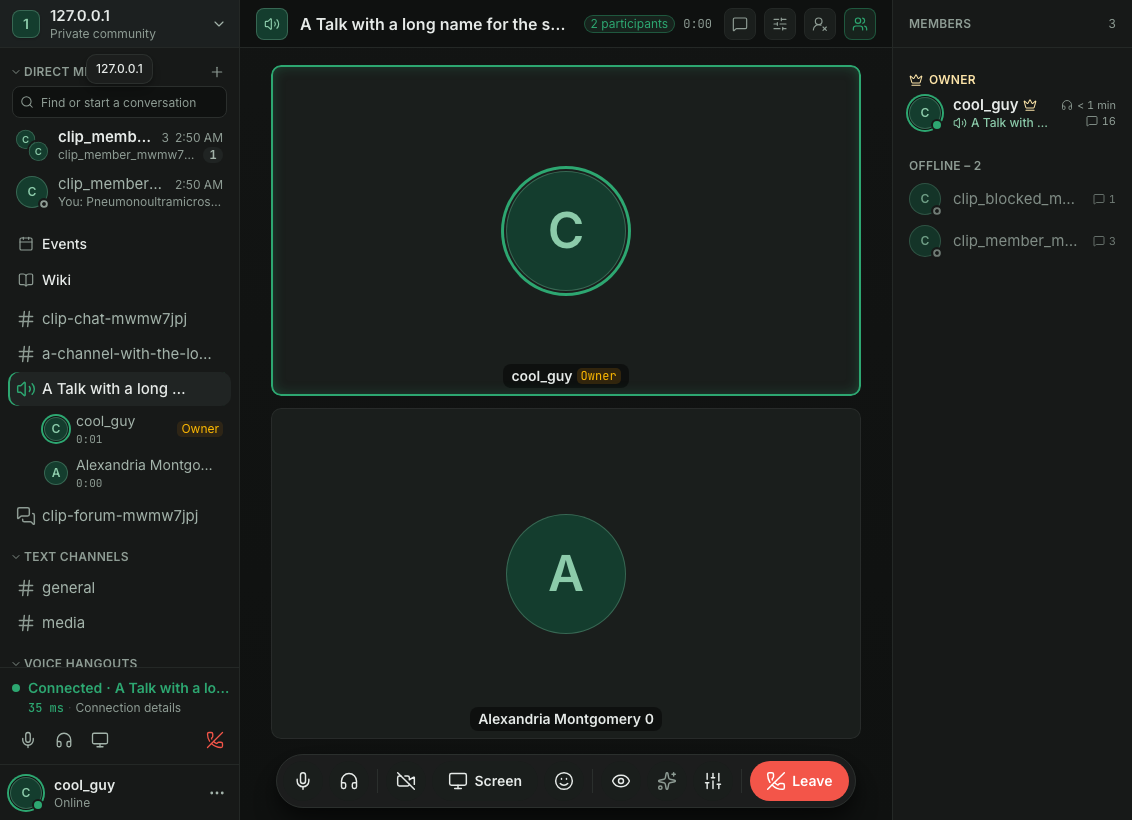 1
127.0.0.1
Private community
DIRECT M
127.0.0.1
Find or start a conversation
C
C
clip_memb... 3 2:50 AM
clip_member_mwmw7... 1
C
clip_member... 2:50 AM
You: Pneumonoultramicros...
Events
Wiki
clip-chat-mwmw7jpj
a-channel-with-the-lo...
A Talk with a long ...
C
cool_guy
0:01
Owner
A
Alexandria Montgo...
0:00
clip-forum-mwmw7jpj
TEXT CHANNELS
general
media
VOICE HANGOUTS
Connected · A Talk with a lo...
35 ms · Connection details
C
cool_guy
Online
A Talk with a long name for the s...
2 participants
0:00
C
cool_guy Owner
A
Alexandria Montgomery 0
Screen
Leave
MEMBERS 3
OWNER
C
cool_guy < 1 min
A Talk with ... 16
OFFLINE – 2
C
clip_blocked_m... 1
C
clip_member_m... 3